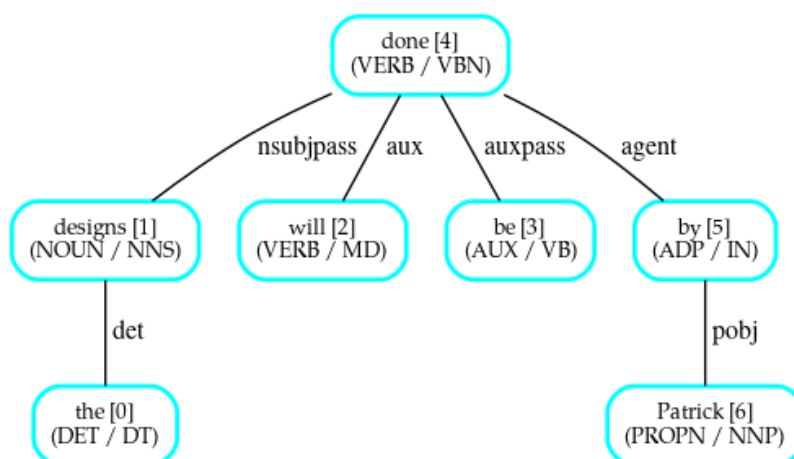 done [4]
(VERB / VBN)
nsubjpass
aux
auxpass
agent
designs [1]
(NOUN / NNS)
will [2]
(VERB / MD)
be [3]
(AUX / VB)
by [5]
(ADP / IN)
det
pobj
the [0]
(DET / DT)
Patrick [6]
(PROPN / NNP)